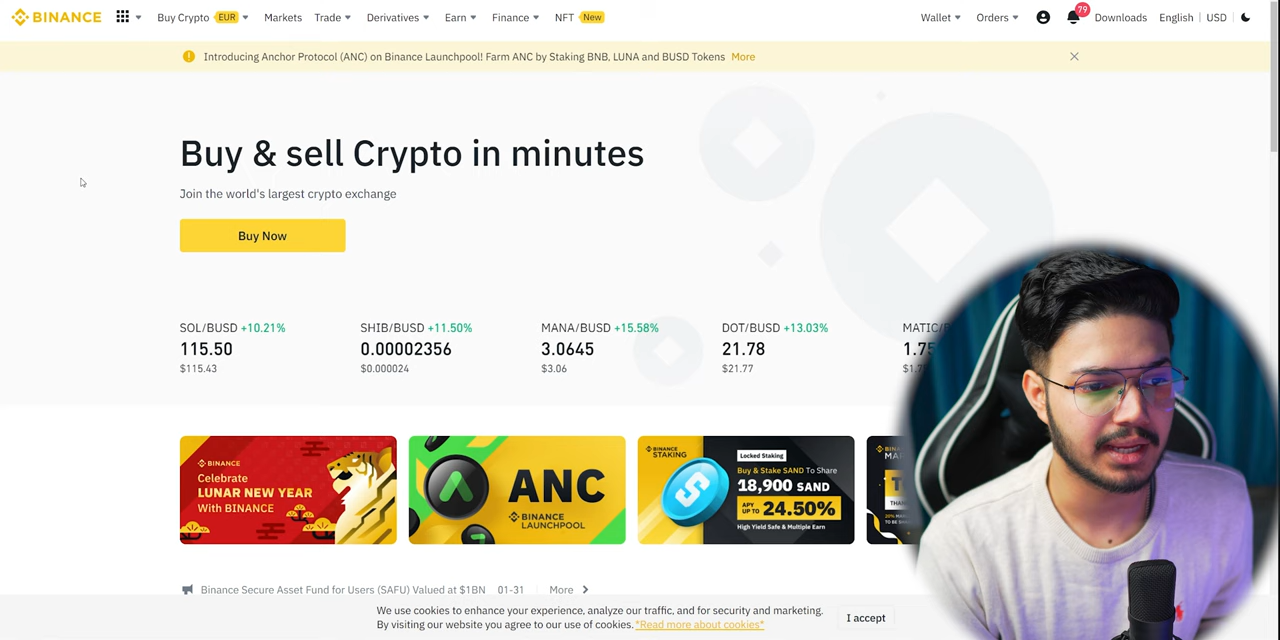 BINANCE
Buy Crypto EUR Markets Trade Derivatives Earn Finance NFT New
Wallet Orders 79 Downloads English USD
Introducing Anchor Protocol (ANC) on Binance Launchpool! Farm ANC by Staking BNB, LUNA and BUSD Tokens More
Buy & sell Crypto in minutes
Join the world's largest crypto exchange
Buy Now
SOL/BUSD +10.21%
115.50
$115.43
SHIB/BUSD +11.50%
0.00002356
$0.000024
MANA/BUSD +15.58%
3.0645
$3.06
DOT/BUSD +13.03%
21.78
$21.77
BINANCE
Celebrate
LUNAR NEW YEAR
With BINANCE
ANC
BINANCE
LAUNCHPOOL
BINANCE
STAKING
Locked Staking
Buy & Stake SAND To Share
18,900 SAND
APY
UP TO 24.50%
High Yield Safe & Multiple Earn
Binance Secure Asset Fund for Users (SAFU) Valued at $1BN 01-31 More
We use cookies to enhance your experience, analyze our traffic, and for security and marketing.
By visiting our website you agree to our use of cookies. *Read more about cookies*
I accept